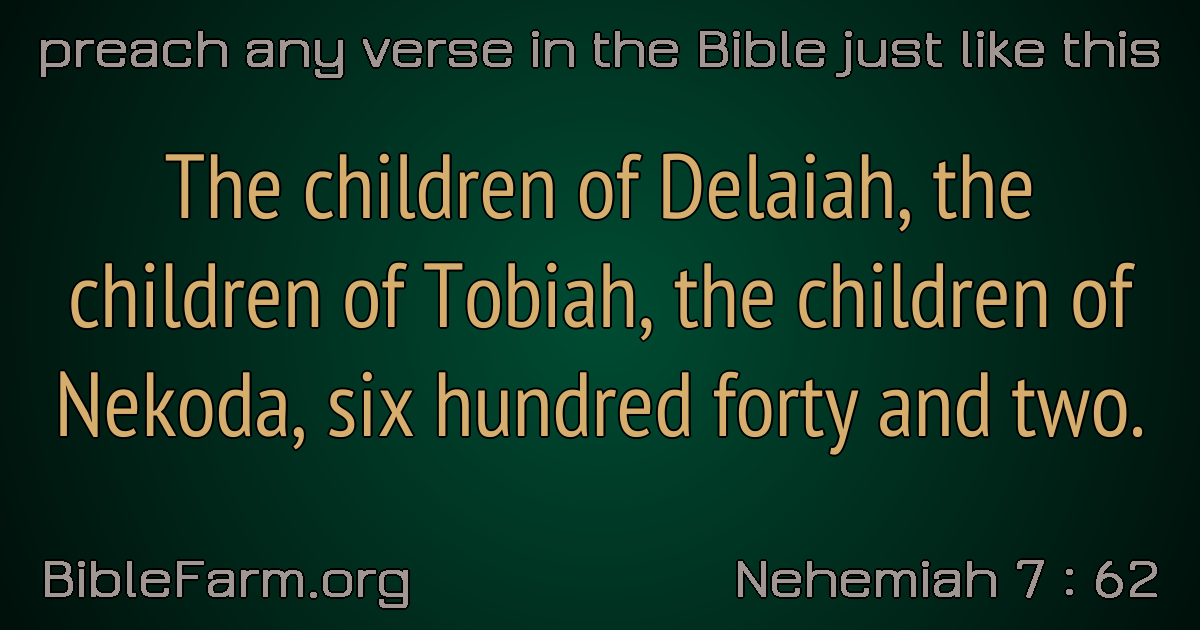 preach any verse in the Bible just like this
The children of Delaiah, the
children of Tobiah, the children of
Nekoda, six hundred forty and two.
BibleFarm.org
Nehemiah 7 : 62